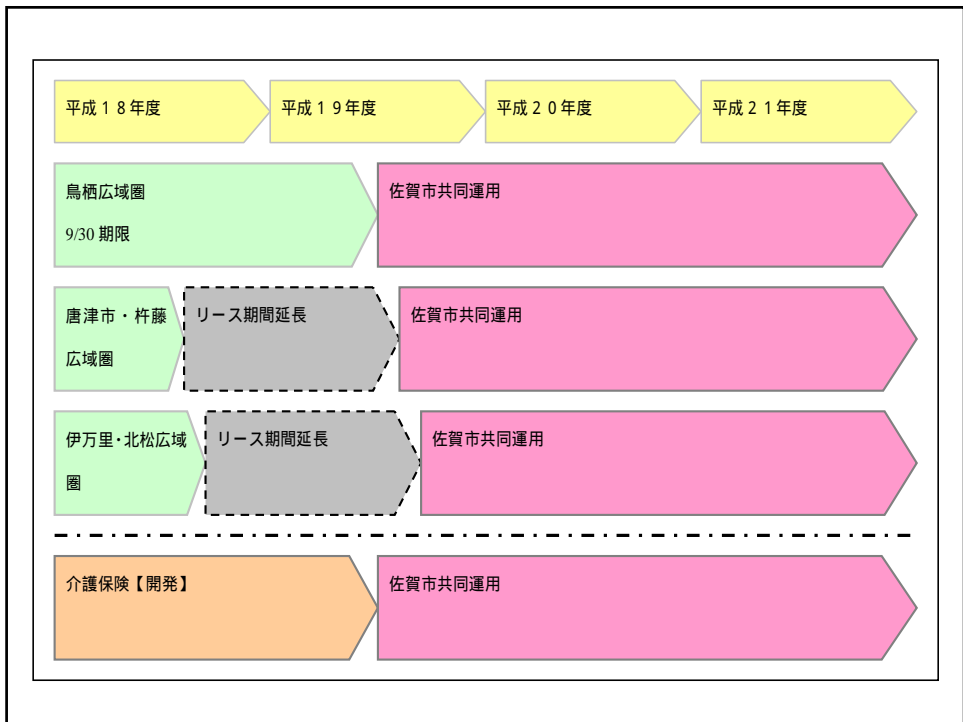 平成１８年度
平成１９年度
平成２０年度
平成２１年度
鳥栖広域圏
9/30 期限
佐賀市共同運用
唐津市・杵藤
広域圏
リース期間延長
佐賀市共同運用
伊万里・北松広域
圏
リース期間延長
佐賀市共同運用
介護保険【開発】
佐賀市共同運用